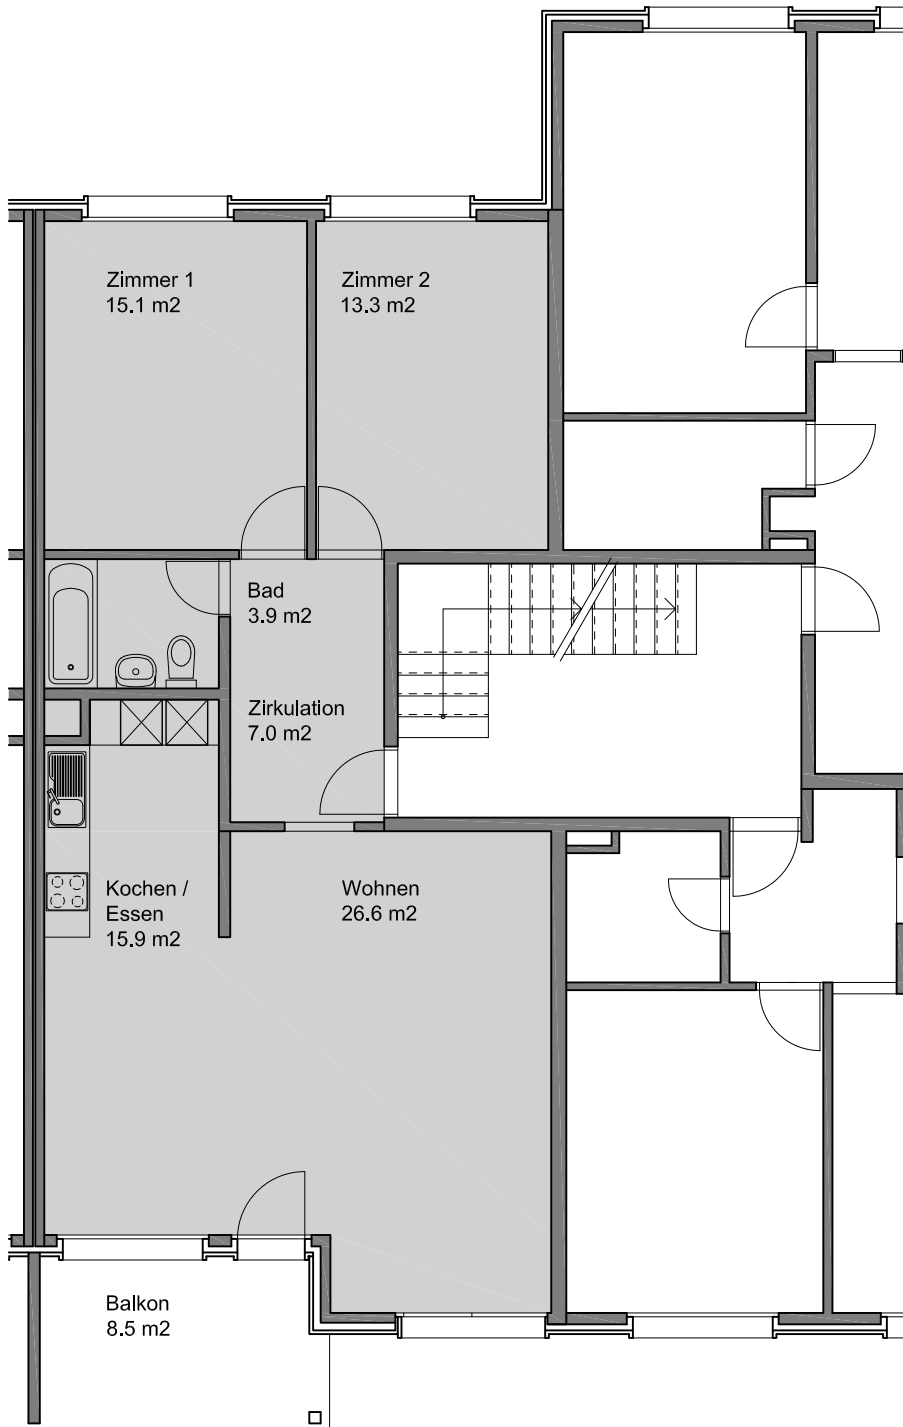 Zimmer 1
15.1 m2
Zimmer 2
13.3 m2
Bad
3.9 m2
Zirkulation
7.0 m2
Kochen /
Essen
15.9 m2
Wohnen
26.6 m2
Balkon
8.5 m2